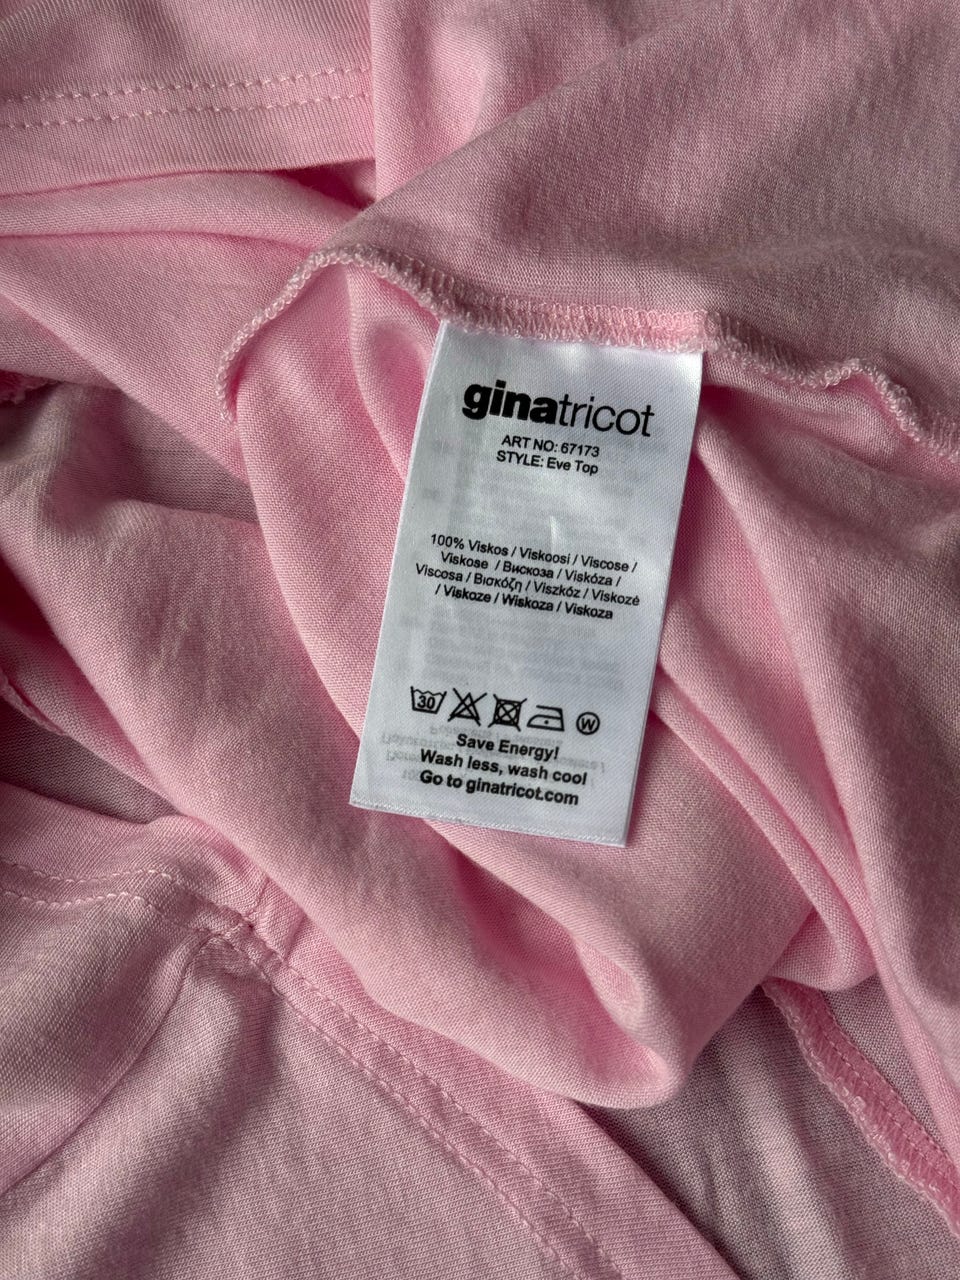 ginatricot
ART NO: 67173
STYLE: Eve Top
100% Viskos / Viskoosi / Viscose /
Viskose / Вискоза / Viskóza /
Viscosa / Βισκόζη / Viszkóz / Viskozė
/ Viskoze / Wiskoza / Viskoza
30 W
Save Energy!
Wash less, wash cool
Go to ginatricot.com